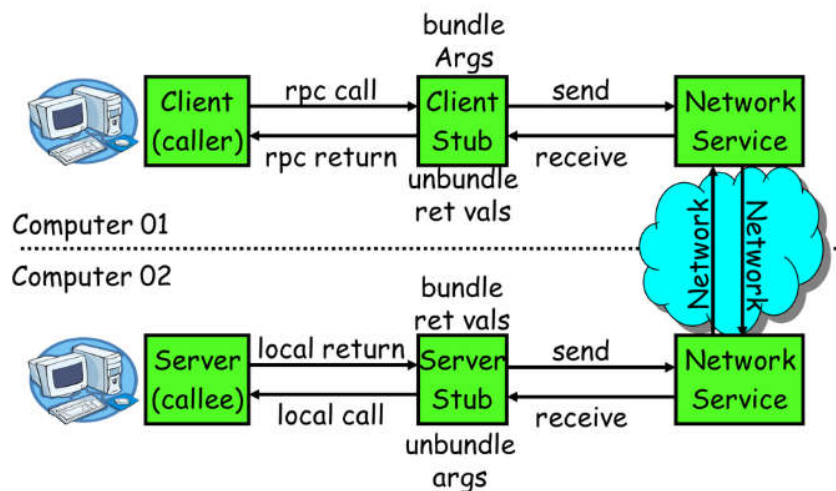 bundle
Args
Client
(caller)
rpc call
rpc return
Client
Stub
send
receive
Network
Service
unbundle
ret vals
Computer 01
Network
Network
Computer 02
bundle
ret vals
Server
(callee)
local return
local call
Server
Stub
send
receive
Network
Service
unbundle
args